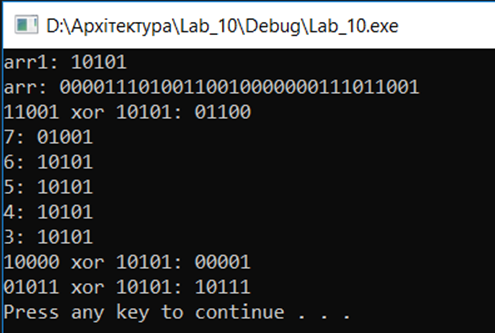 D:\Архітектура\Lab_10\Debug\Lab_10.exe
arr1: 10101
arr: 00001110100110010000000111011001
11001 xor 10101: 01100
7: 01001
6: 10101
5: 10101
4: 10101
3: 10101
10000 xor 10101: 00001
01011 xor 10101: 10111
Press any key to continue . . .